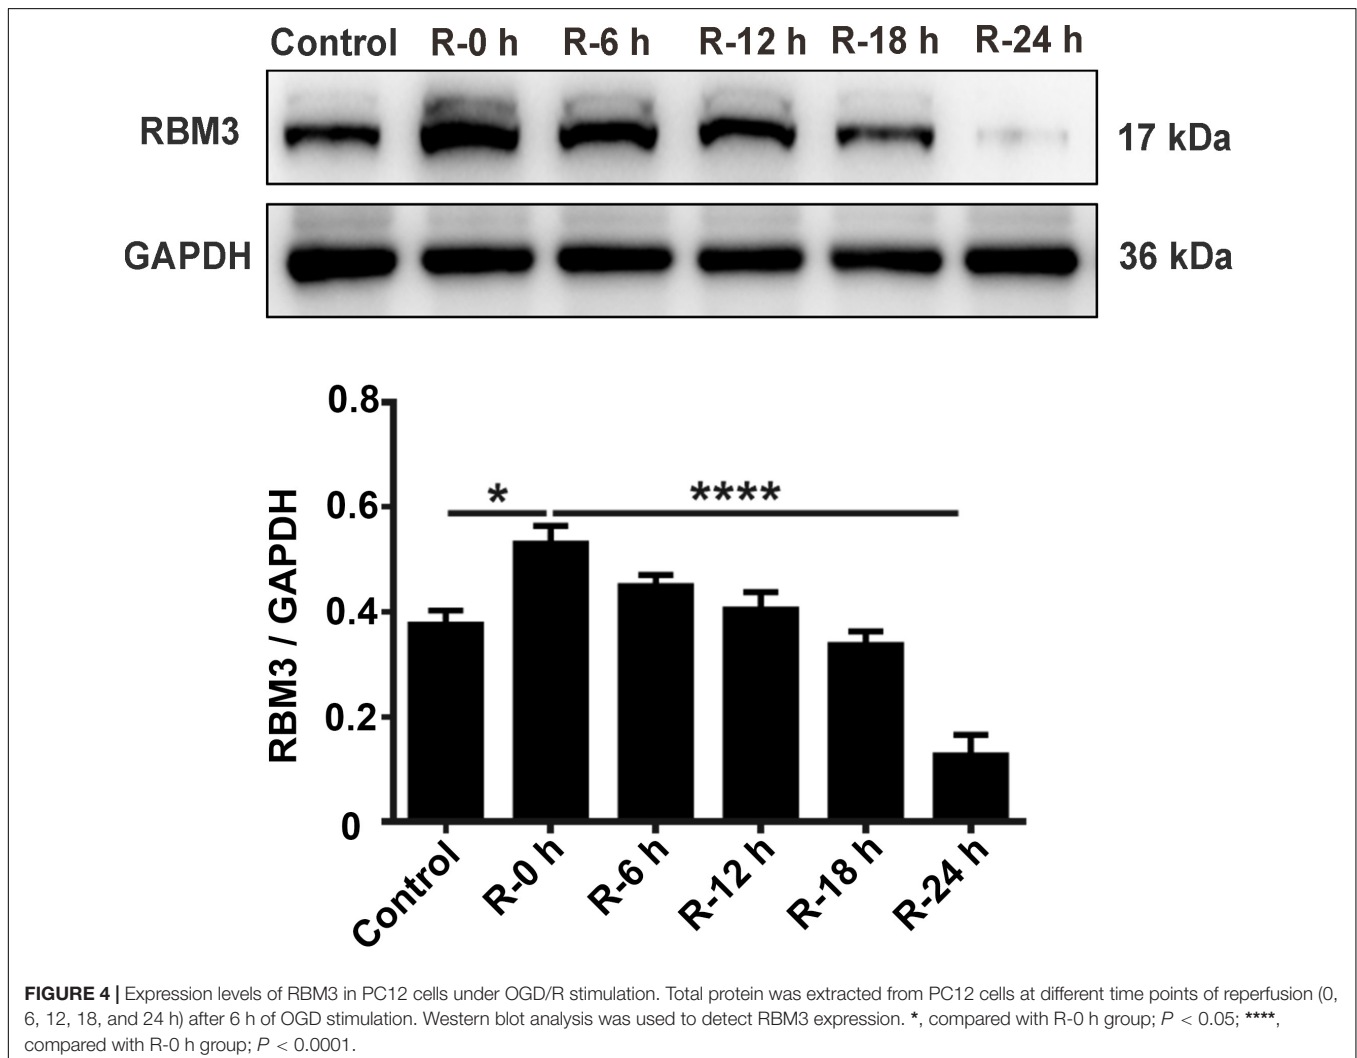 Control R-0 h R-6 h R-12 h R-18 h R-24 h
RBM3 17 kDa
GAPDH 36 kDa
0.8
* ****
0.6
0.4
0.2
0
RBM3 / GAPDH
Control R-0 h R-6 h R-12 h R-18 h R-24 h
FIGURE 4 | Expression levels of RBM3 in PC12 cells under OGD/R stimulation. Total protein was extracted from PC12 cells at different time points of reperfusion (0,
6, 12, 18, and 24 h) after 6 h of OGD stimulation. Western blot analysis was used to detect RBM3 expression. *, compared with R-0 h group; P < 0.05; ****,
compared with R-0 h group; P < 0.0001.